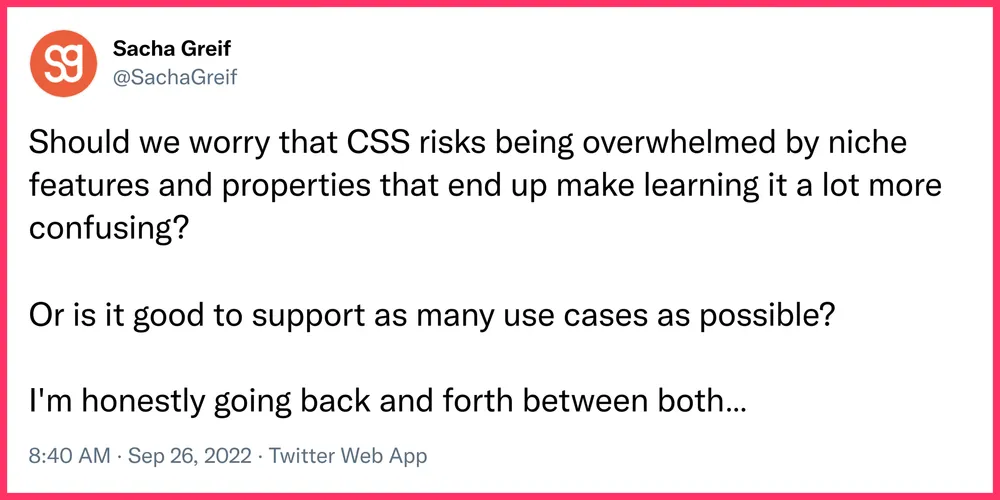 SG
Sacha Greif
@SachaGreif
Should we worry that CSS risks being overwhelmed by niche
features and properties that end up make learning it a lot more
confusing?
Or is it good to support as many use cases as possible?
I'm honestly going back and forth between both...
8:40 AM · Sep 26, 2022 · Twitter Web App